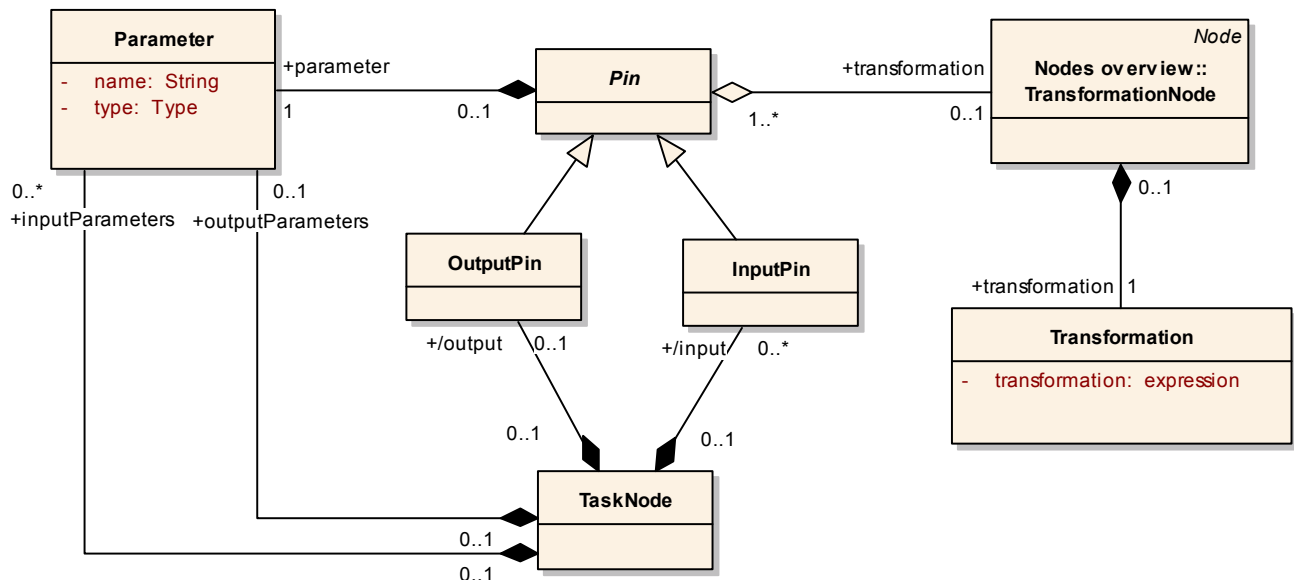 Parameter
- name: String
- type: Type
+parameter
1
0..1
Pin
+transformation
1..*
0..1
Node
Nodes overview::
TransformationNode
0..*
+inputParameters
0..1
+outputParameters
0..1
OutputPin
InputPin
+transformation
1
+/output
0..1
+/input
0..*
Transformation
- transformation: expression
0..1
0..1
TaskNode
0..1
0..1